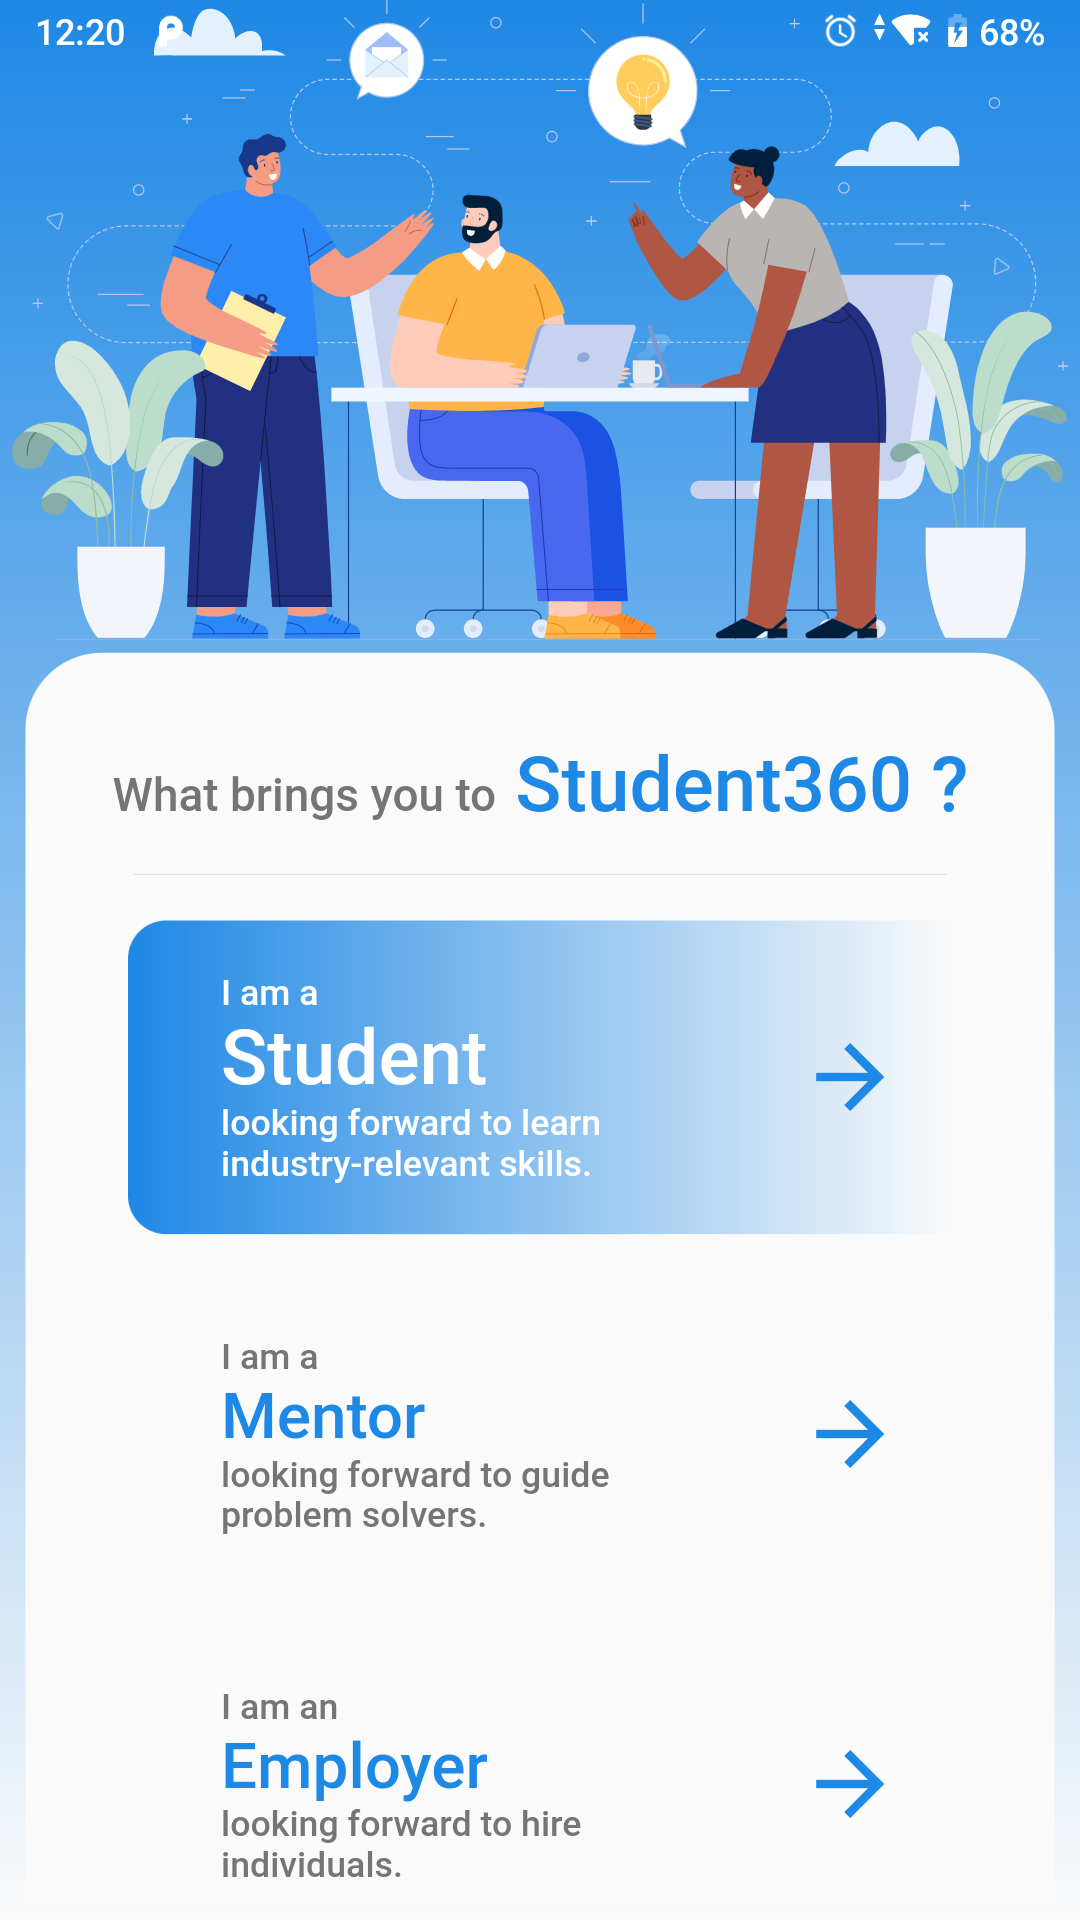 12:20
68%
What brings you to Student360 ?
I am a
Student
looking forward to learn
industry-relevant skills.
I am a
Mentor
looking forward to guide
problem solvers.
I am an
Employer
looking forward to hire
individuals.